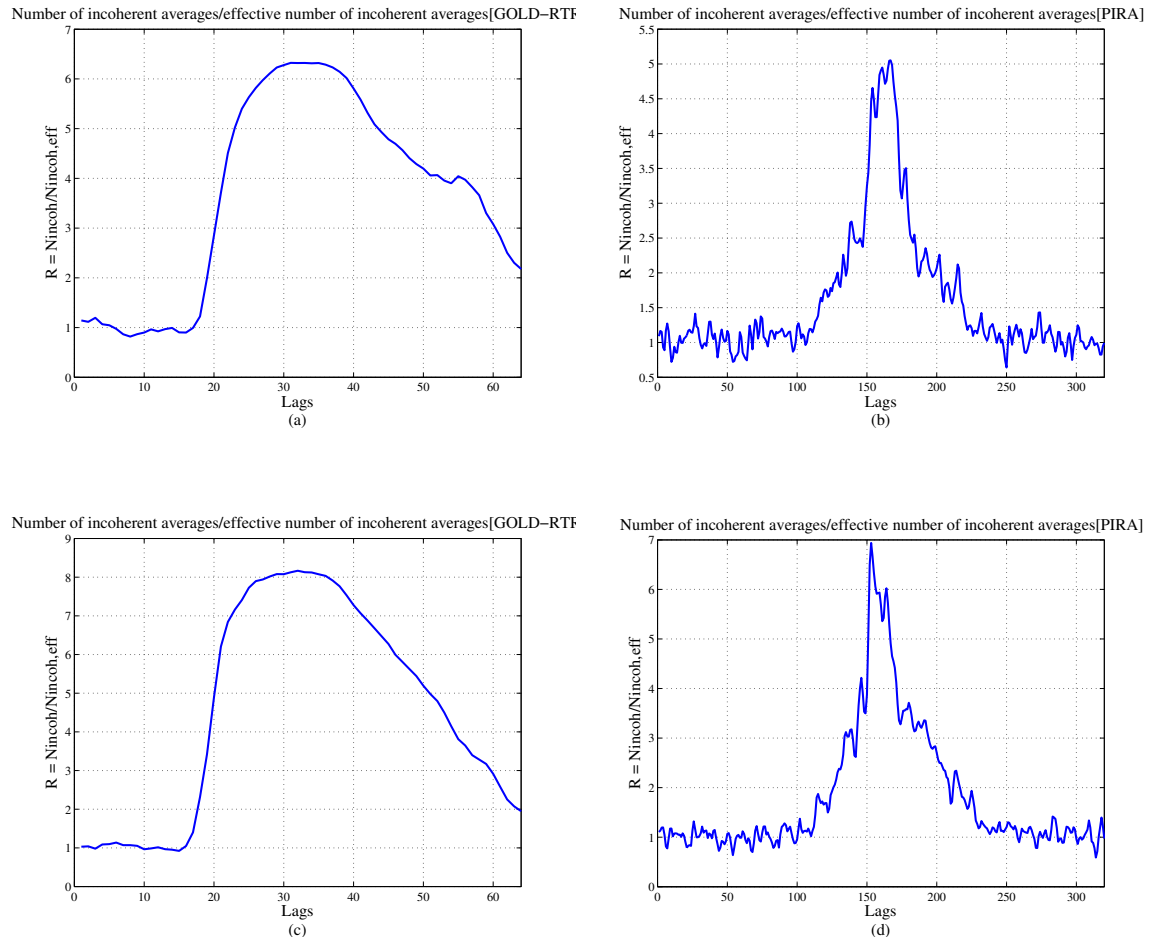 Number of incoherent averages/effective number of incoherent averages[GOLD−RTR
7
6
5
4
3
2
1
0
R = Nincoh/Nincoh,eff
0 10 20 30 40 50 60
Lags
(a)
Number of incoherent averages/effective number of incoherent averages[PIRA]
5.5
5
4.5
4
3.5
3
2.5
2
1.5
1
0.5
R = Nincoh/Nincoh,eff
0 50 100 150 200 250 300
Lags
(b)
Number of incoherent averages/effective number of incoherent averages[GOLD−RTR
9
8
7
6
5
4
3
2
1
0
R = Nincoh/Nincoh,eff
0 10 20 30 40 50 60
Lags
(c)
Number of incoherent averages/effective number of incoherent averages[PIRA]
7
6
5
4
3
2
1
0
R = Nincoh/Nincoh,eff
0 50 100 150 200 250 300
Lags
(d)